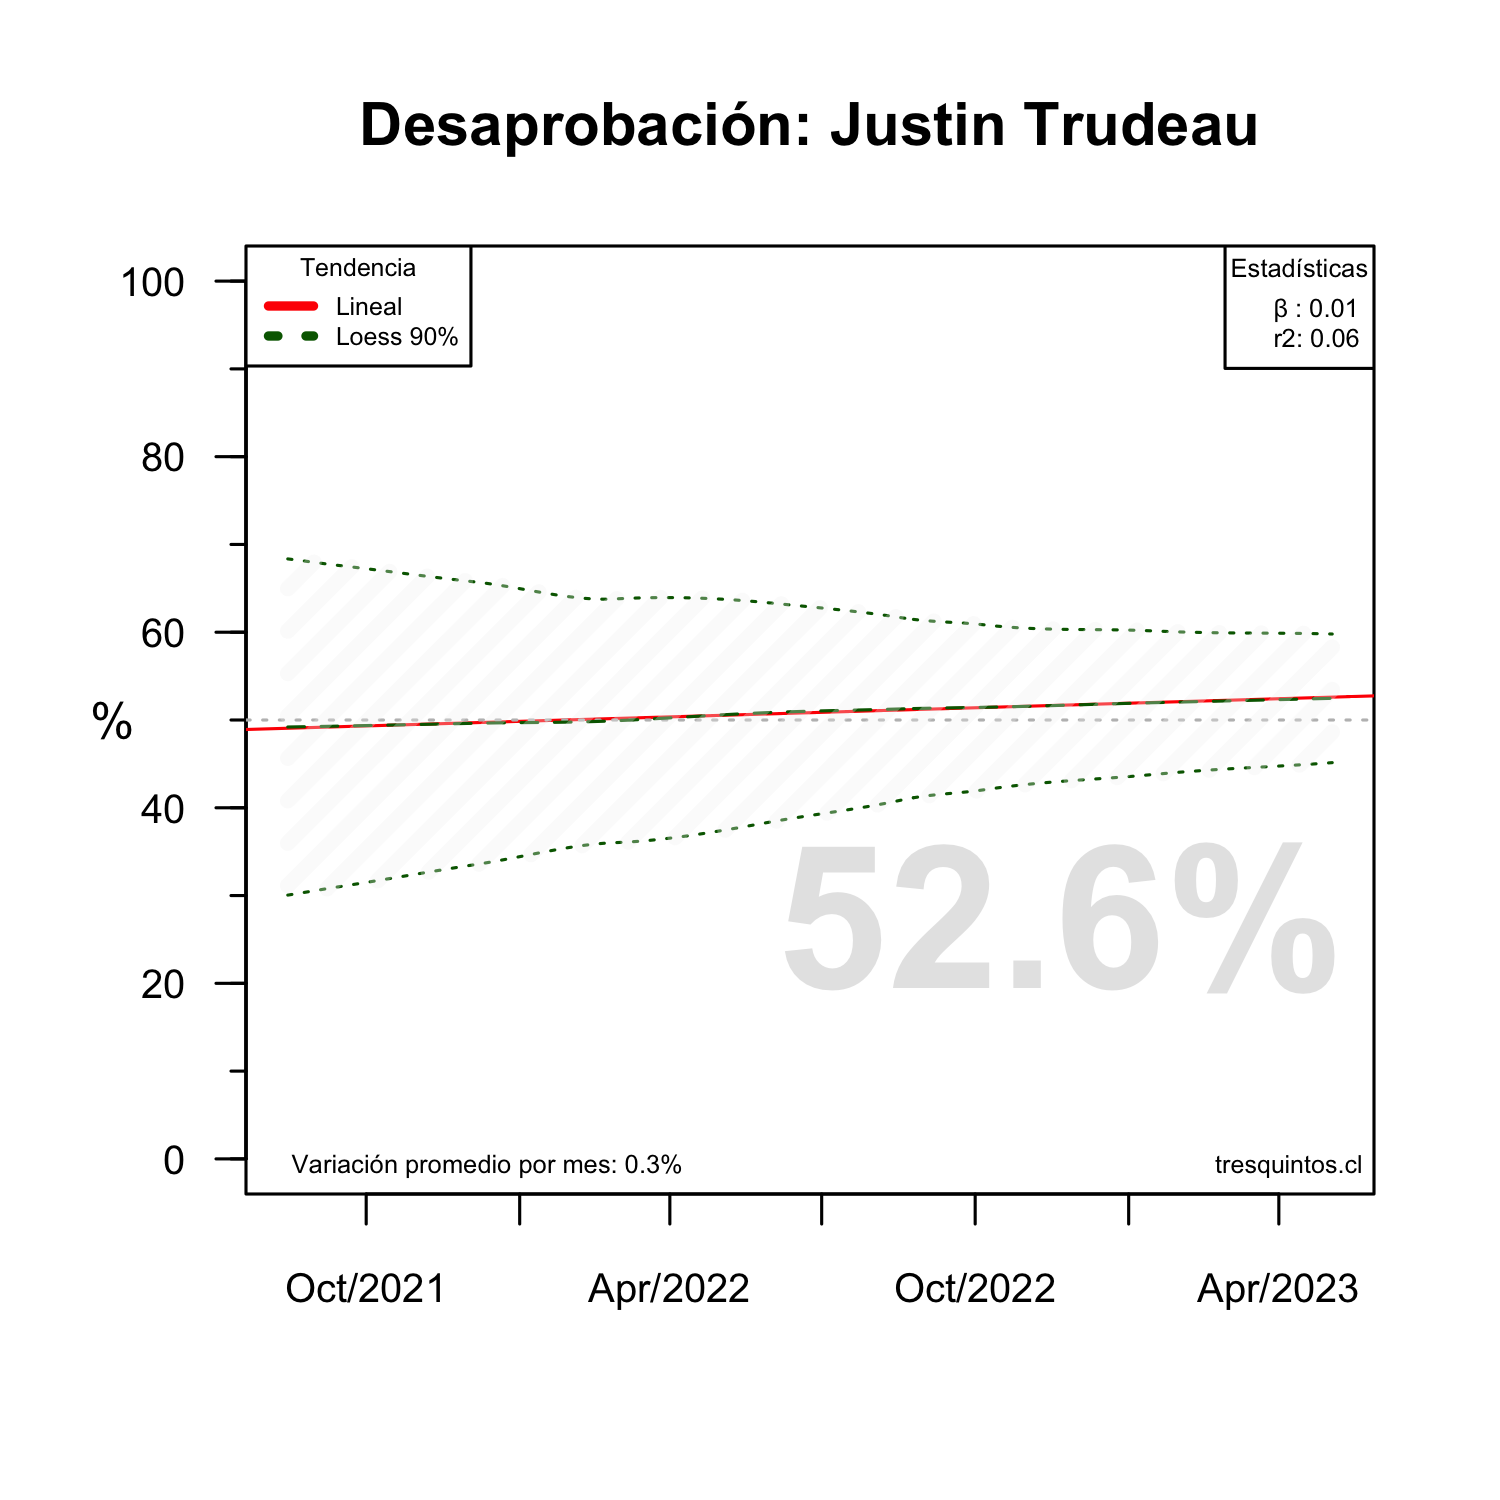 Desaprobación: Justin Trudeau
Tendencia
Lineal
Loess 90%
Estadísticas
β : 0.01
r2: 0.06
100
80
60
%
40
20
0
52.6%
Variación promedio por mes: 0.3%
tresquintos.cl
Oct/2021
Apr/2022
Oct/2022
Apr/2023